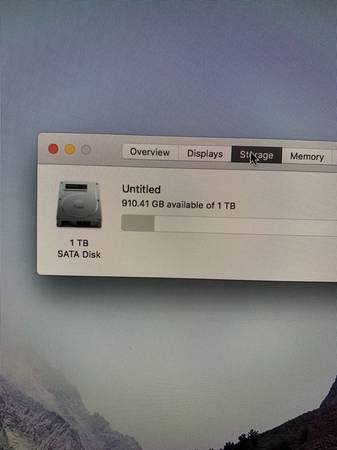 Overview Displays Storage Memory
Untitled
910.41 GB available of 1 TB
1 TB
SATA Disk